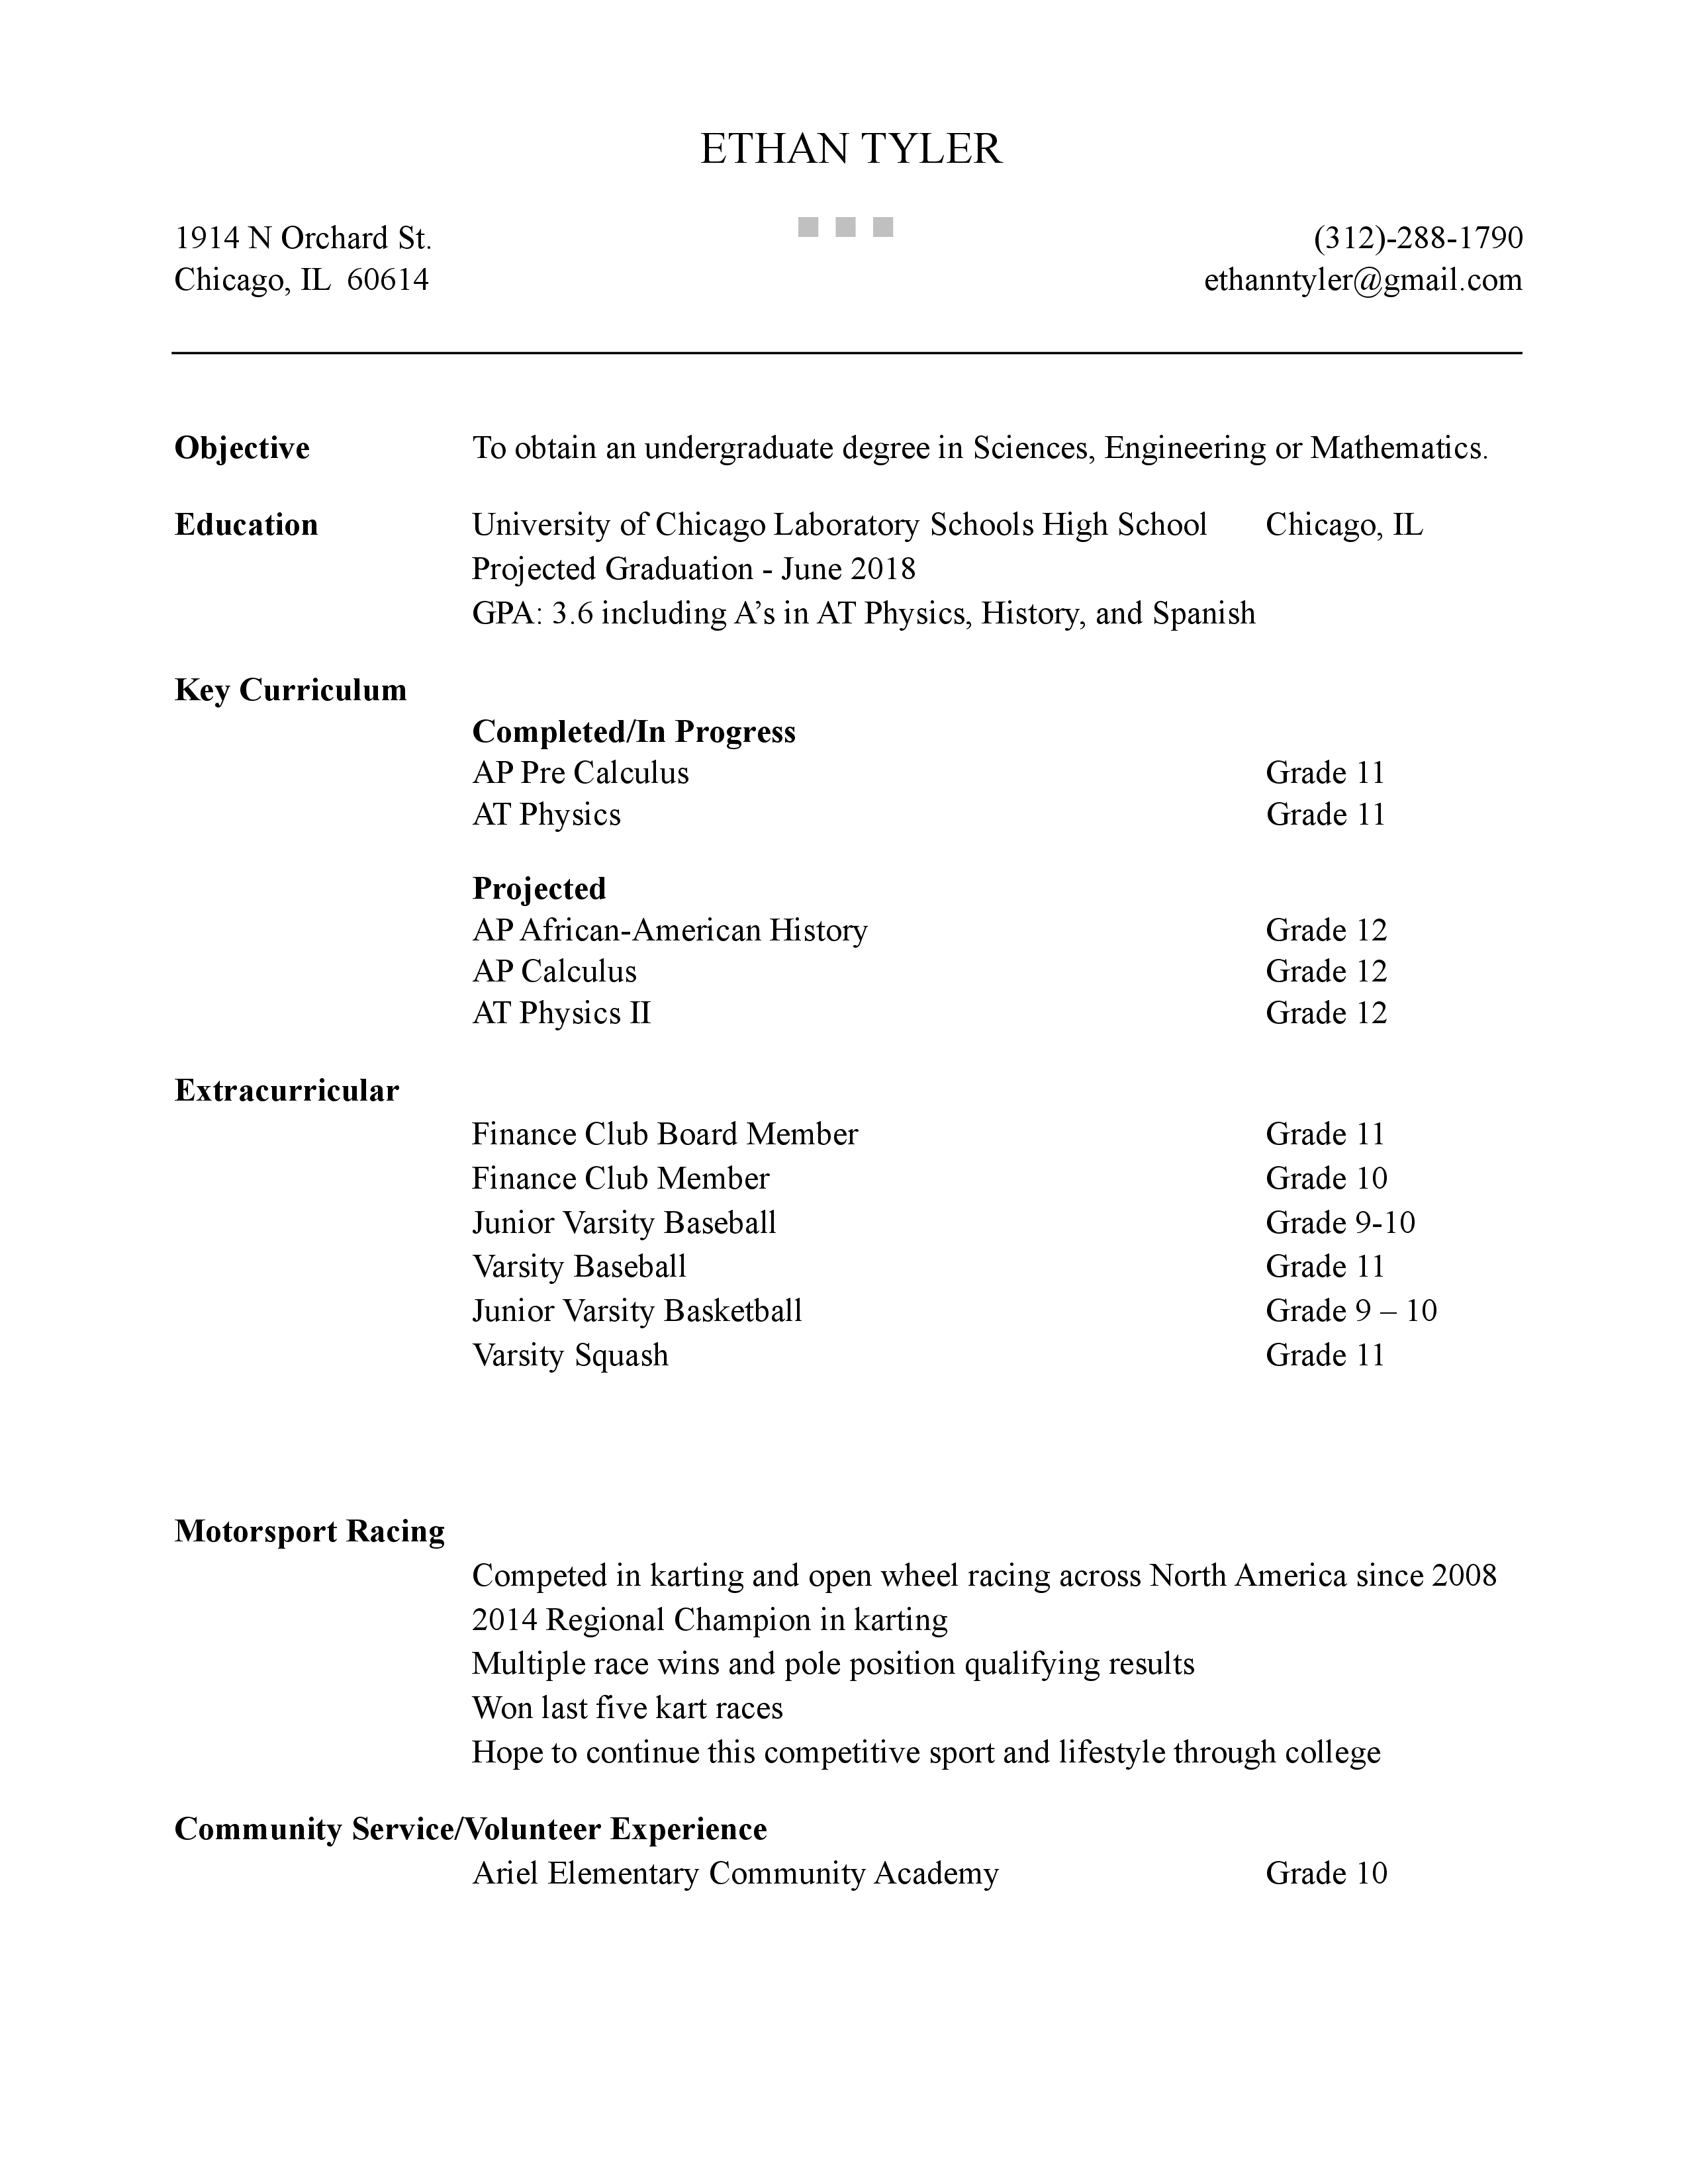 ETHAN TYLER
1914 N Orchard St. (312)-288-1790
Chicago, IL  60614 ethanntyler@gmail.com
Objective To obtain an undergraduate degree in Sciences, Engineering or Mathematics.
Education University of Chicago Laboratory Schools High School Chicago, IL
Projected Graduation - June 2018
GPA: 3.6 including A’s in AT Physics, History, and Spanish
Key Curriculum
Completed/In Progress
AP Pre Calculus Grade 11
AT Physics Grade 11
Projected
AP African-American History Grade 12
AP Calculus Grade 12
AT Physics II Grade 12
Extracurricular
Finance Club Board Member Grade 11
Finance Club Member Grade 10
Junior Varsity Baseball Grade 9-10
Varsity Baseball Grade 11
Junior Varsity Basketball Grade 9 – 10
Varsity Squash Grade 11
Motorsport Racing
Competed in karting and open wheel racing across North America since 2008
2014 Regional Champion in karting
Multiple race wins and pole position qualifying results
Won last five kart races
Hope to continue this competitive sport and lifestyle through college
Community Service/Volunteer Experience
Ariel Elementary Community Academy Grade 10